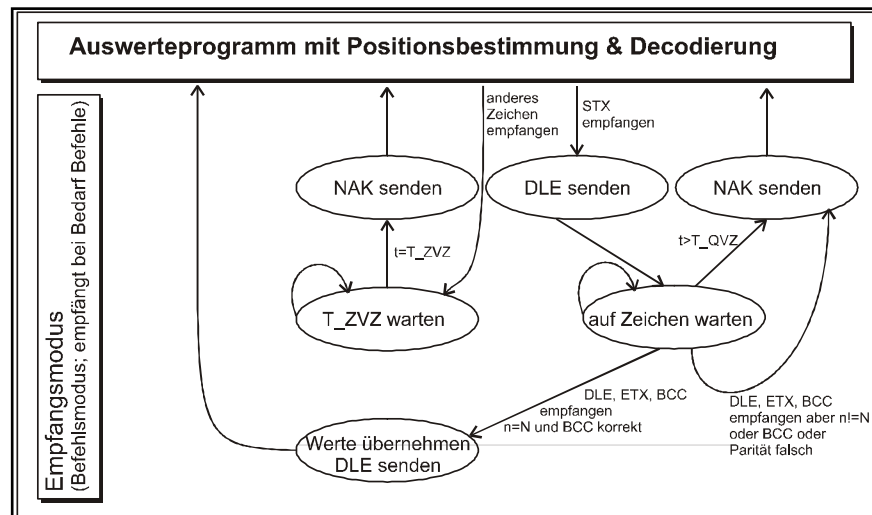 Auswerteprogramm mit Positionsbestimmung & Decodierung
Empfangsmodus
(Befehlsmodus; empfängt bei Bedarf Befehle)
anderes
Zeichen
empfangen
STX
empfangen
NAK senden
DLE senden
NAK senden
t=T_ZVZ
t>T_QVZ
T_ZVZ warten
auf Zeichen warten
DLE, ETX, BCC
empfangen
n=N und BCC korrekt
DLE, ETX, BCC
empfangen aber n!=N
oder BCC oder
Parität falsch
Werte übernehmen
DLE senden